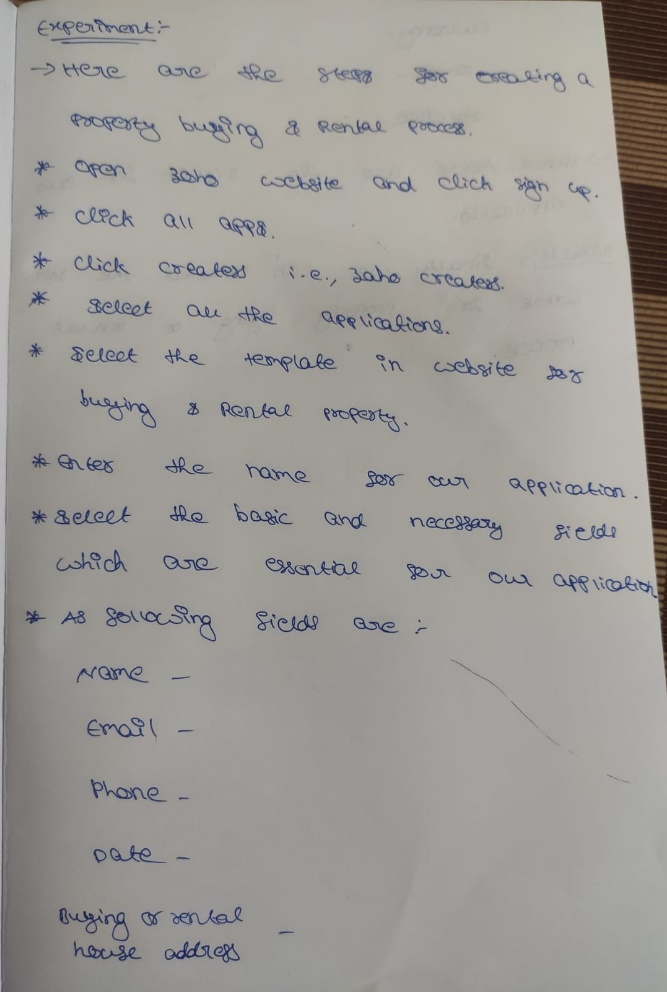 Experiment:-
→ Here are the steps for creating a
property buying & Rental process.
* open zoho website and click sign up.
* click all apps.
* click creators i.e., zoho creators.
* Select all the applications.
* Select the template in website for
buying & Rental property.
* Enter the name for our application.
* Select the basic and necessary fields
which are essential for our application
* As following fields are :-
Name -
Email -
Phone -
Date -
Buying or rental
house address -